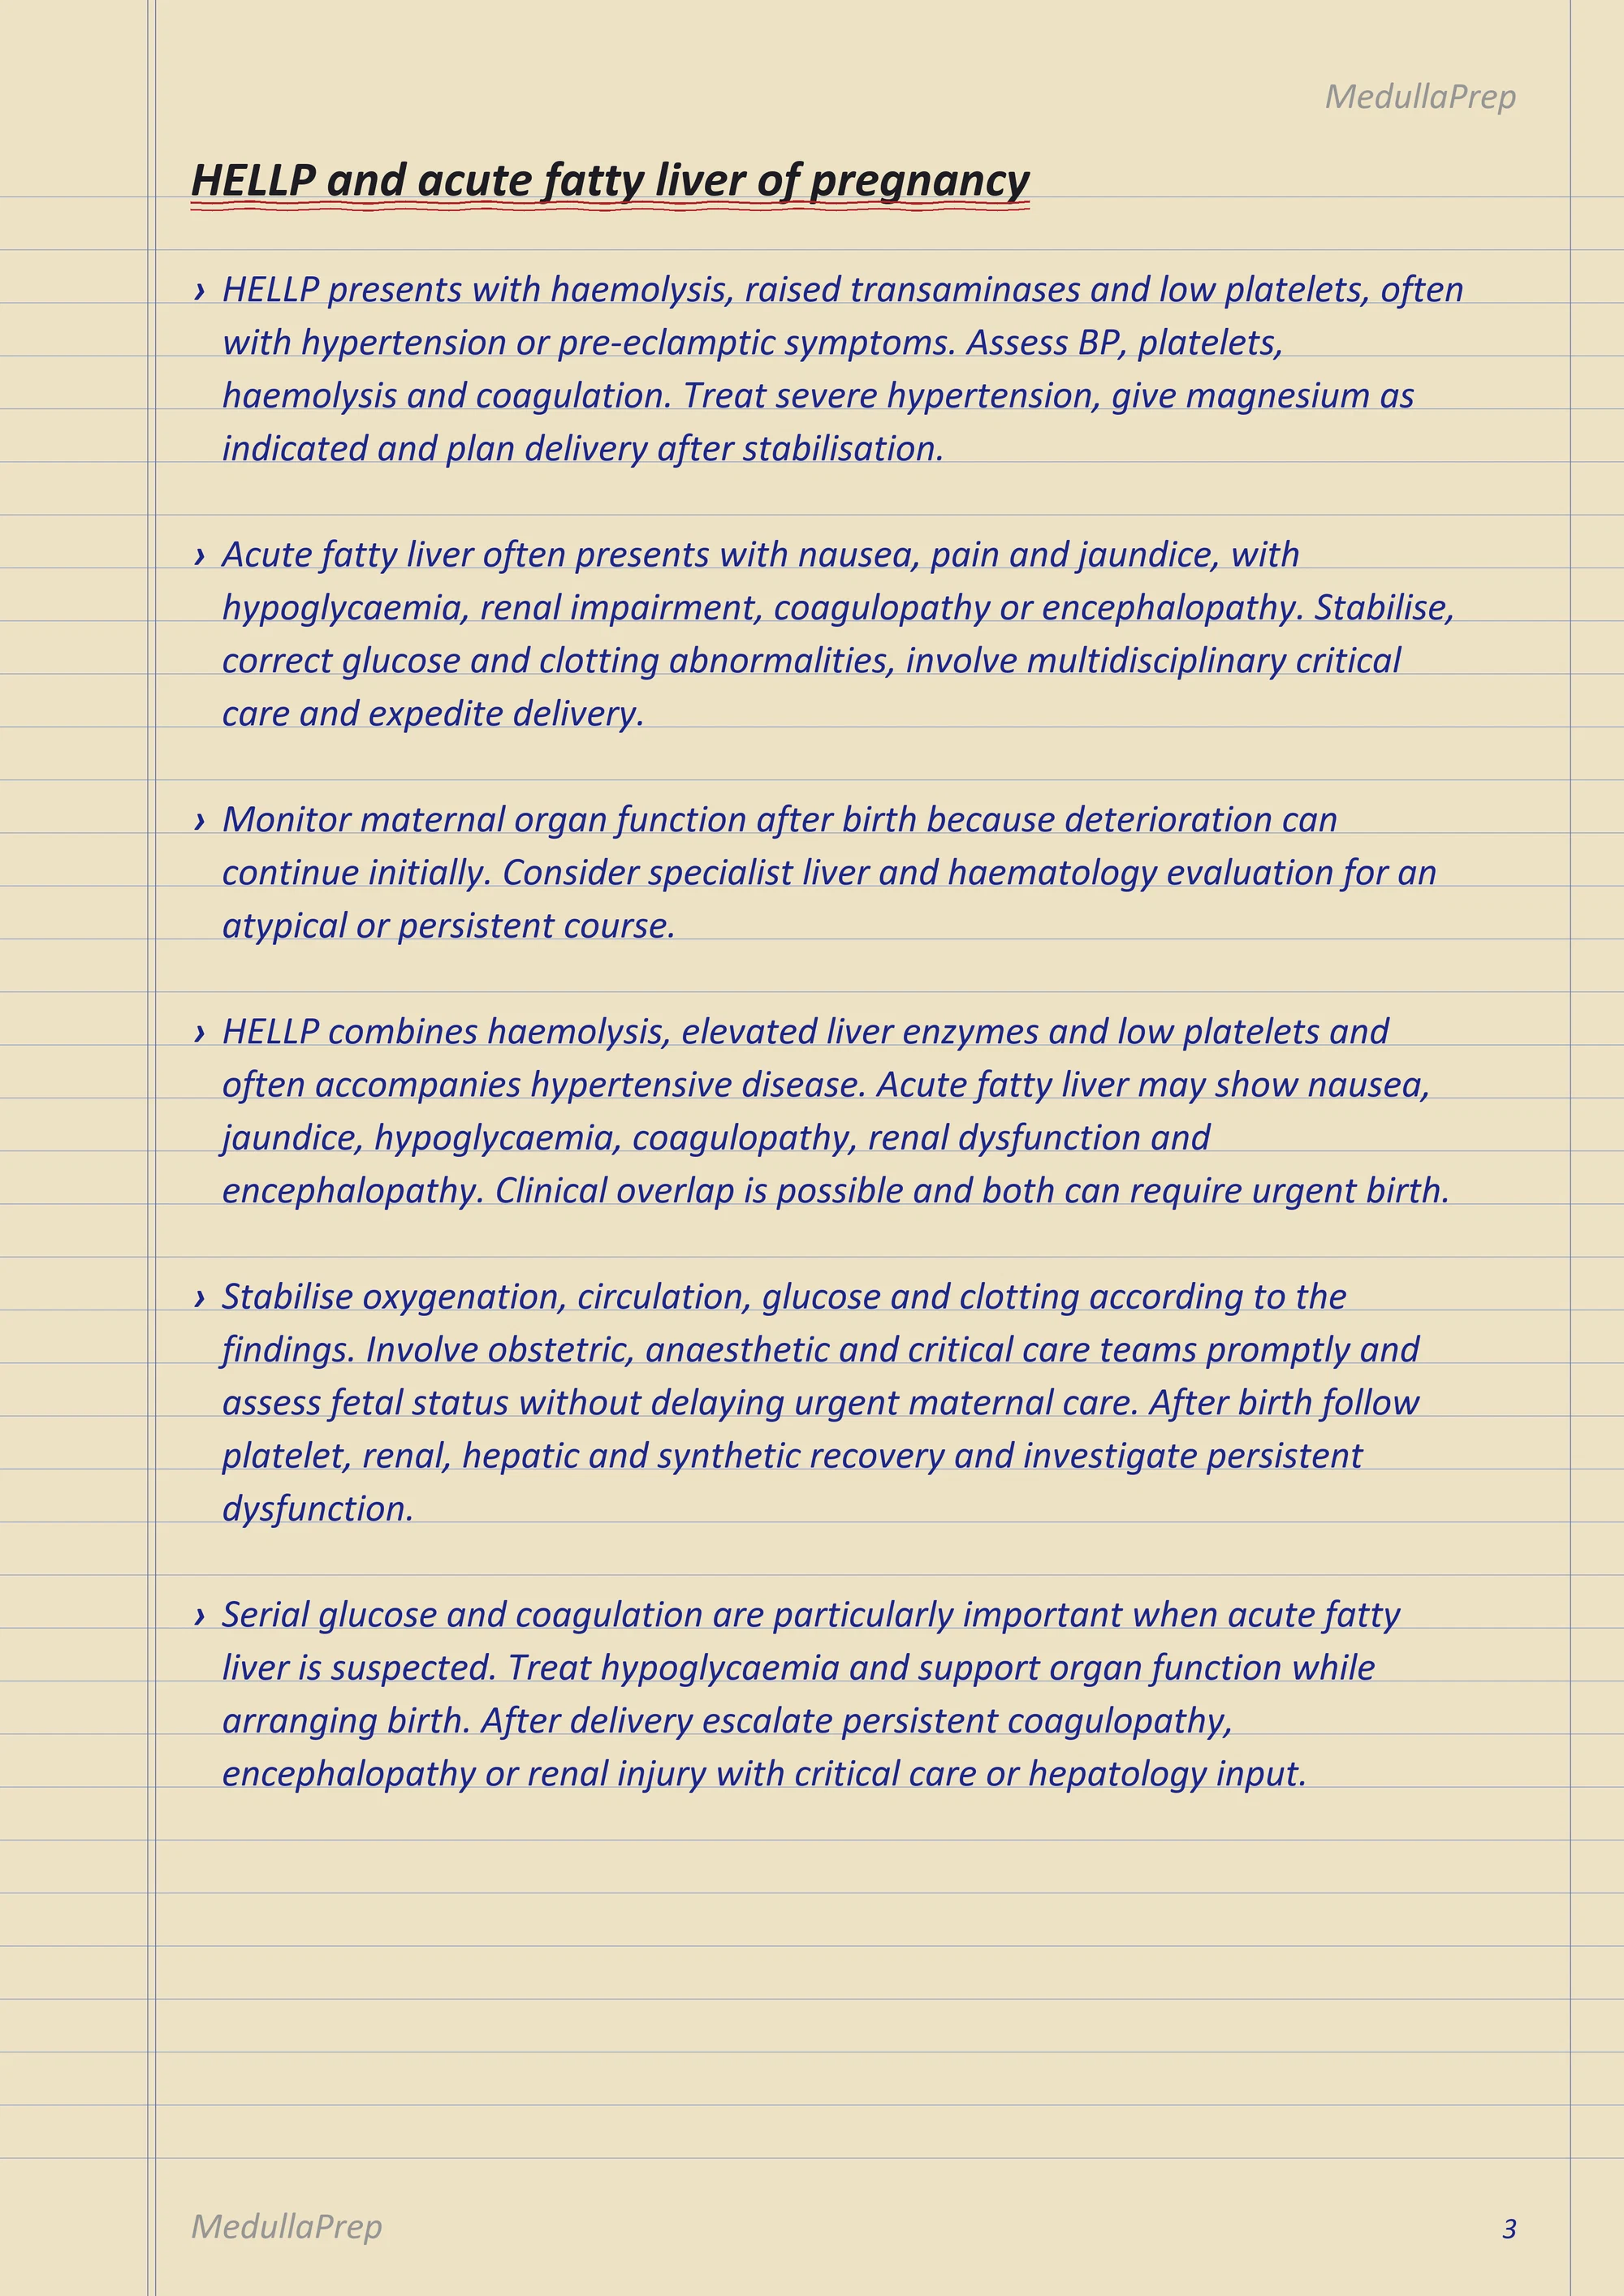 MedullaPrep
HELLP and acute fatty liver of pregnancy
› HELLP presents with haemolysis, raised transaminases and low platelets, often
with hypertension or pre-eclamptic symptoms. Assess BP, platelets,
haemolysis and coagulation. Treat severe hypertension, give magnesium as
indicated and plan delivery after stabilisation.
› Acute fatty liver often presents with nausea, pain and jaundice, with
hypoglycaemia, renal impairment, coagulopathy or encephalopathy. Stabilise,
correct glucose and clotting abnormalities, involve multidisciplinary critical
care and expedite delivery.
› Monitor maternal organ function after birth because deterioration can
continue initially. Consider specialist liver and haematology evaluation for an
atypical or persistent course.
› HELLP combines haemolysis, elevated liver enzymes and low platelets and
often accompanies hypertensive disease. Acute fatty liver may show nausea,
jaundice, hypoglycaemia, coagulopathy, renal dysfunction and
encephalopathy. Clinical overlap is possible and both can require urgent birth.
› Stabilise oxygenation, circulation, glucose and clotting according to the
findings. Involve obstetric, anaesthetic and critical care teams promptly and
assess fetal status without delaying urgent maternal care. After birth follow
platelet, renal, hepatic and synthetic recovery and investigate persistent
dysfunction.
› Serial glucose and coagulation are particularly important when acute fatty
liver is suspected. Treat hypoglycaemia and support organ function while
arranging birth. After delivery escalate persistent coagulopathy,
encephalopathy or renal injury with critical care or hepatology input.
MedullaPrep
3